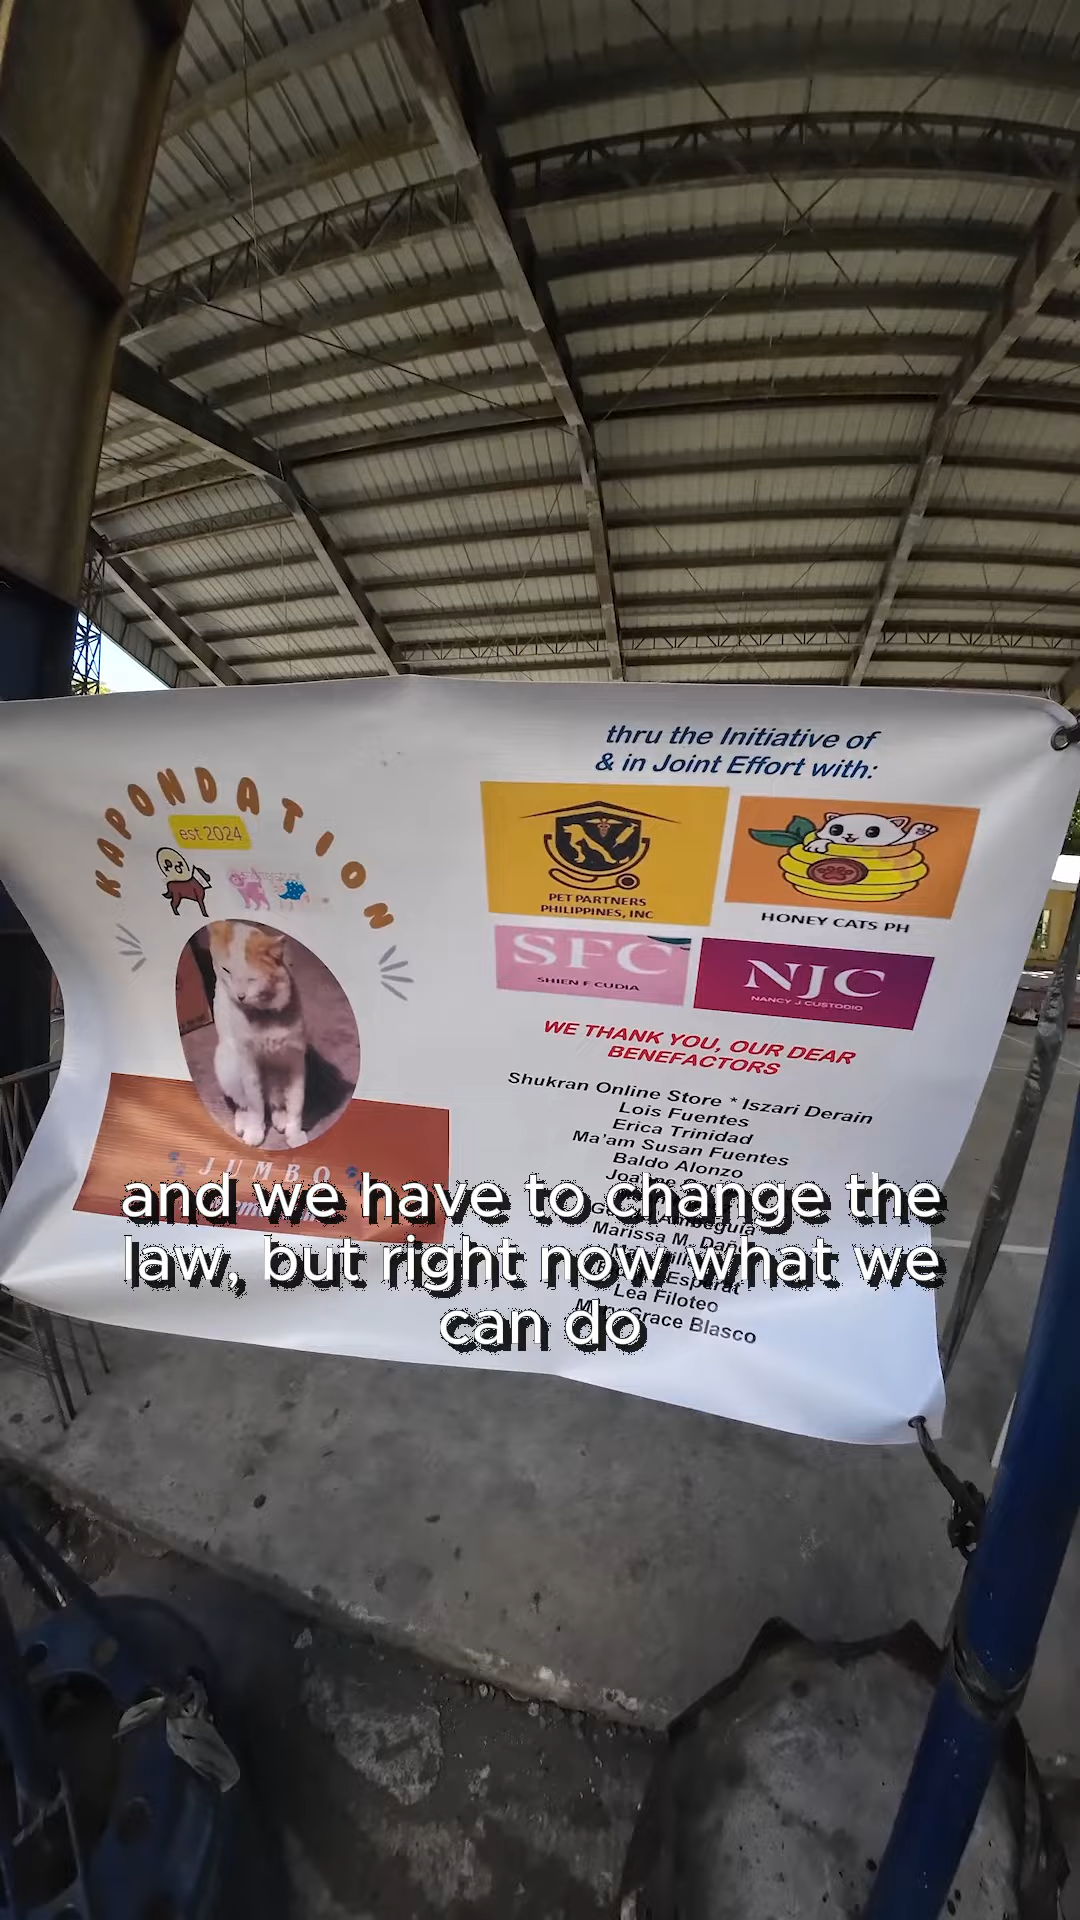 KAPONDATION
est 2024
JUMBO
thru the Initiative of
& in Joint Effort with:
PET PARTNERS
PHILIPPINES, INC
HONEY CATS PH
SFC
SHIEN F CUDIA
NJC
NANCY J CUSTODIO
WE THANK YOU, OUR DEAR
BENEFACTORS
Shukran Online Store * Iszari Derain
Lois Fuentes
Erica Trinidad
Ma'am Susan Fuentes
Baldo Alonzo
Marissa M.
Lea Filoteo
Grace Blasco
and we have to change the
law, but right now what we
can do